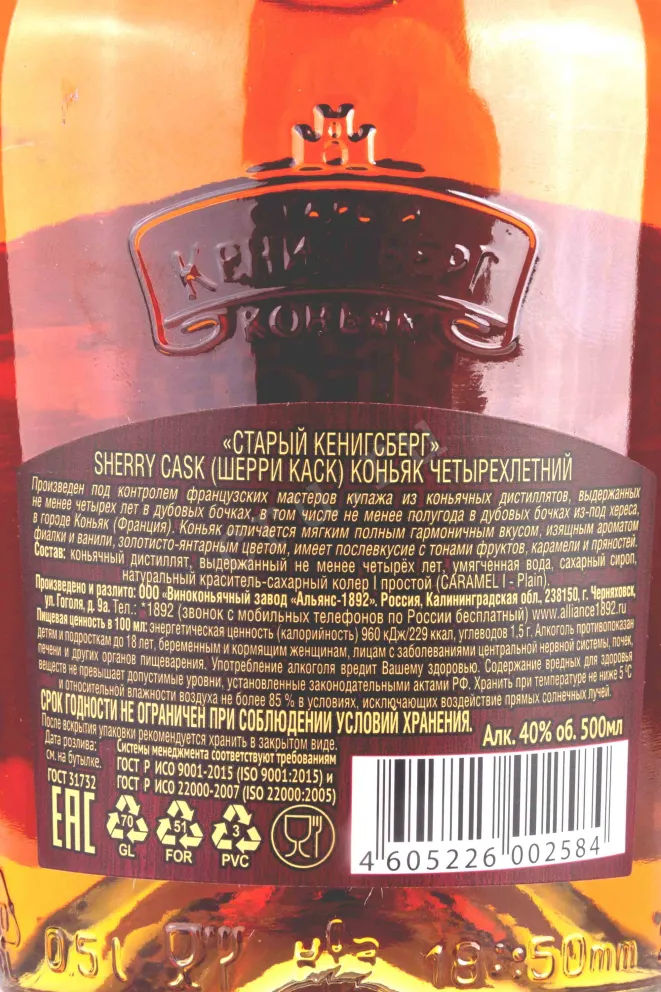 КЕНИГСБЕРГ
КОНЬЯК
«СТАРЫЙ КЕНИГСБЕРГ»
SHERRY CASK (ШЕРРИ КАСК) КОНЬЯК ЧЕТЫРЕХЛЕТНИЙ
Произведен под контролем французских мастеров купажа из коньячных дистиллятов, выдержанных
не менее четырех лет в дубовых бочках, в том числе не менее полугода в дубовых бочках из-под хереса,
в городе Коньяк (Франция). Коньяк отличается мягким полным гармоничным вкусом, изящным ароматом
фиалки и ванили, золотисто-янтарным цветом, имеет послевкусие с тонами фруктов, карамели и пряностей.
Состав: коньячный дистиллят, выдержанный не менее четырёх лет, умягченная вода, сахарный сироп,
натуральный краситель-сахарный колер I простой (CARAMEL I - Plain).
Произведено и разлито: ООО «Виноконьячный завод «Альянс-1892». Россия, Калининградская обл., 238150, г. Черняховск,
ул. Гоголя, д. 9а. Тел.: *1892 (звонок с мобильных телефонов по России бесплатный) www.alliance1892.ru
Пищевая ценность в 100 мл: энергетическая ценность (калорийность) 960 кДж/229 ккал, углеводов 1,5 г. Алкоголь противопоказан
детям и подросткам до 18 лет, беременным и кормящим женщинам, лицам с заболеваниями центральной нервной системы, почек,
печени и других органов пищеварения. Употребление алкоголя вредит Вашему здоровью. Содержание вредных для здоровья
веществ не превышает допустимые уровни, установленные законодательными актами РФ. Хранить при температуре не ниже 5 °С
и относительной влажности воздуха не более 85 % в условиях, исключающих воздействие прямых солнечных лучей.
СРОК ГОДНОСТИ НЕ ОГРАНИЧЕН ПРИ СОБЛЮДЕНИИ УСЛОВИЙ ХРАНЕНИЯ.
После вскрытия упаковки рекомендуется хранить в закрытом виде.
Алк. 40% об. 500мл
Дата розлива:
см. на бутылке.
ГОСТ 31732
Системы менеджмента соответствуют требованиям
ГОСТ Р ИСО 9001-2015 (ISO 9001:2015) и
ГОСТ Р ИСО 22000-2007 (ISO 22000:2005)
EAC
70
GL
51
FOR
3
PVC
4 605226 002584
0.5 l
50mm